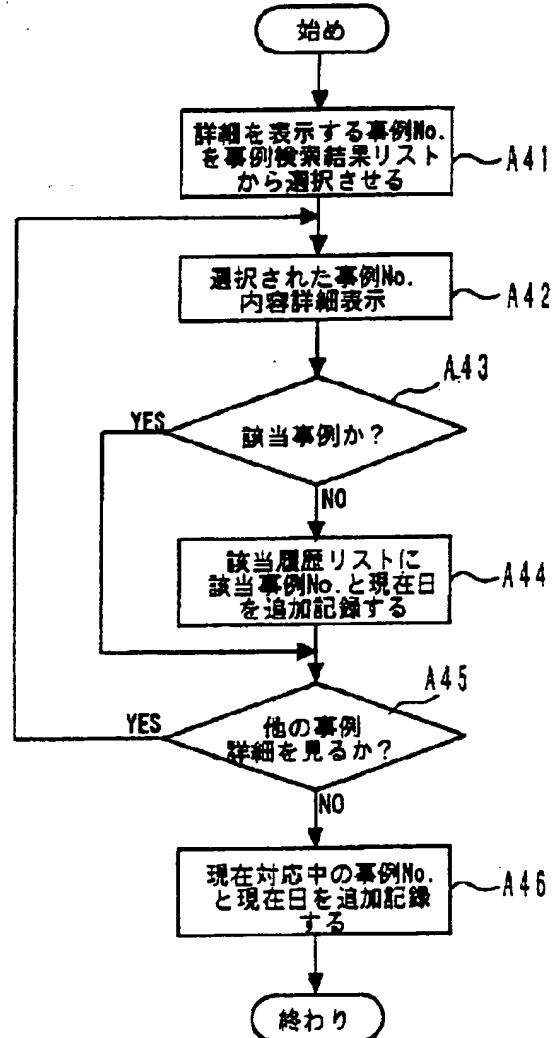 始め
詳細を表示する事例No.
を事例検索結果リスト
から選択させる
A41
選択された事例No.
内容詳細表示
A42
A43
該当事例か?
YES
NO
該当履歴リストに
該当事例No.と現在日
を追加記録する
A44
A45
他の事例
詳細を見るか?
YES
NO
現在対応中の事例No.
と現在日を追加記録
する
A46
終わり